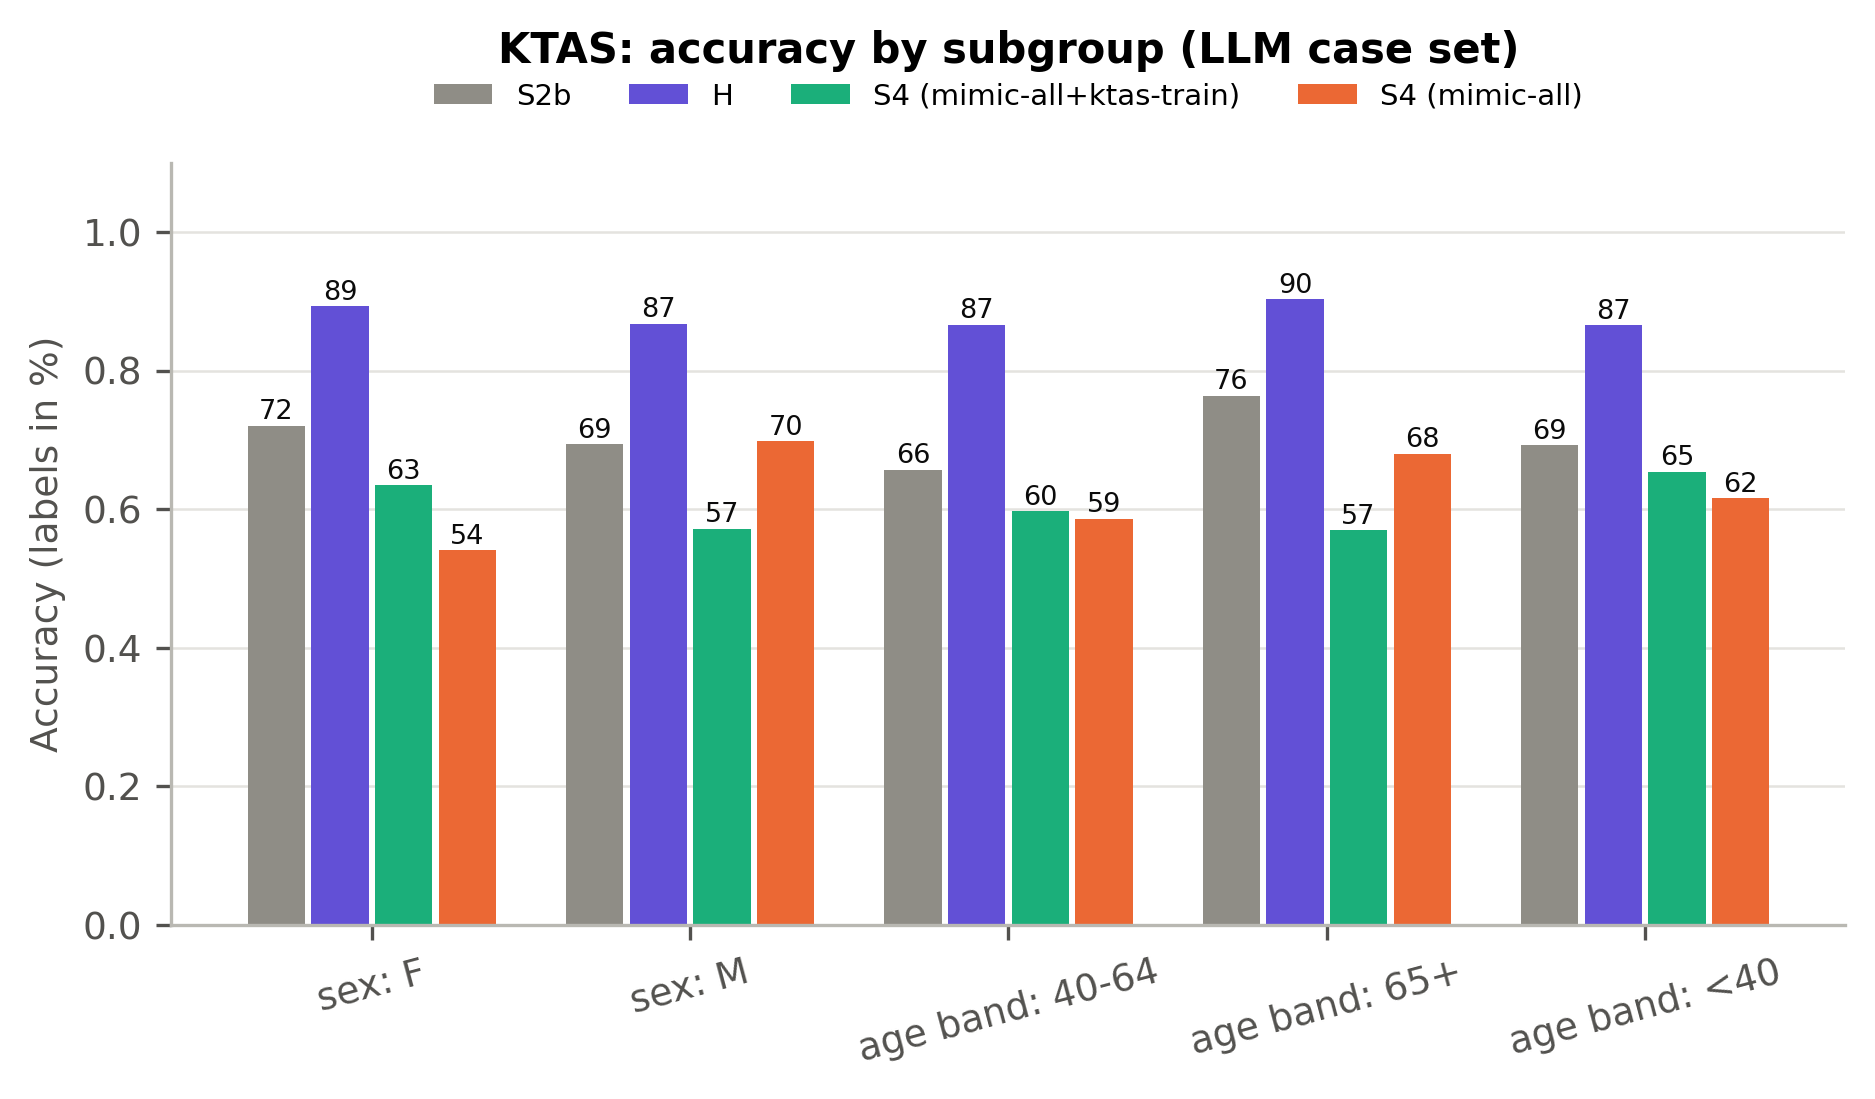 KTAS: accuracy by subgroup (LLM case set)
S2b H S4 (mimic-all+ktas-train) S4 (mimic-all)
Accuracy (labels in %)
1.0
0.8
0.6
0.4
0.2
0.0
72 89 63 54
69 87 57 70
66 87 60 59
76 90 57 68
69 87 65 62
sex: F
sex: M
age band: 40-64
age band: 65+
age band: <40